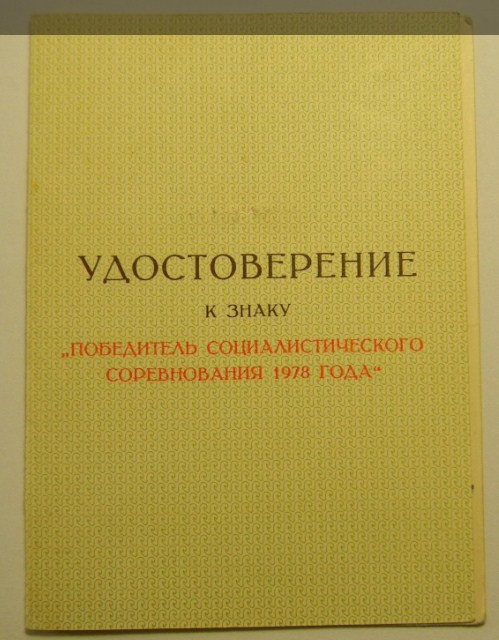 УДОСТОВЕРЕНИЕ
К ЗНАКУ
„ПОБЕДИТЕЛЬ СОЦИАЛИСТИЧЕСКОГО
СОРЕВНОВАНИЯ 1978 ГОДА“